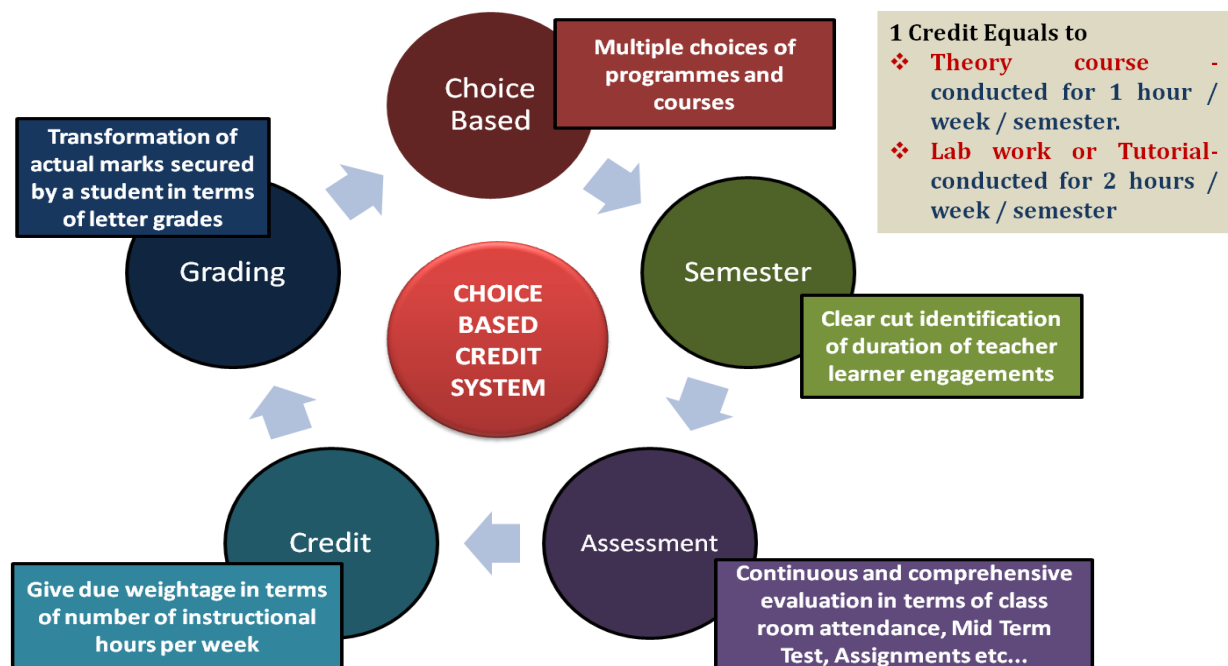 Choice
Based
Multiple choices of
programmes and
courses
1 Credit Equals to
❖ Theory course -
conducted for 1 hour /
week / semester.
❖ Lab work or Tutorial-
conducted for 2 hours /
week / semester
Transformation of
actual marks secured
by a student in terms
of letter grades
Grading
CHOICE
BASED
CREDIT
SYSTEM
Semester
Clear cut identification
of duration of teacher
learner engagements
Credit
Give due weightage in terms
of number of instructional
hours per week
Assessment
Continuous and comprehensive
evaluation in terms of class
room attendance, Mid Term
Test, Assignments etc...